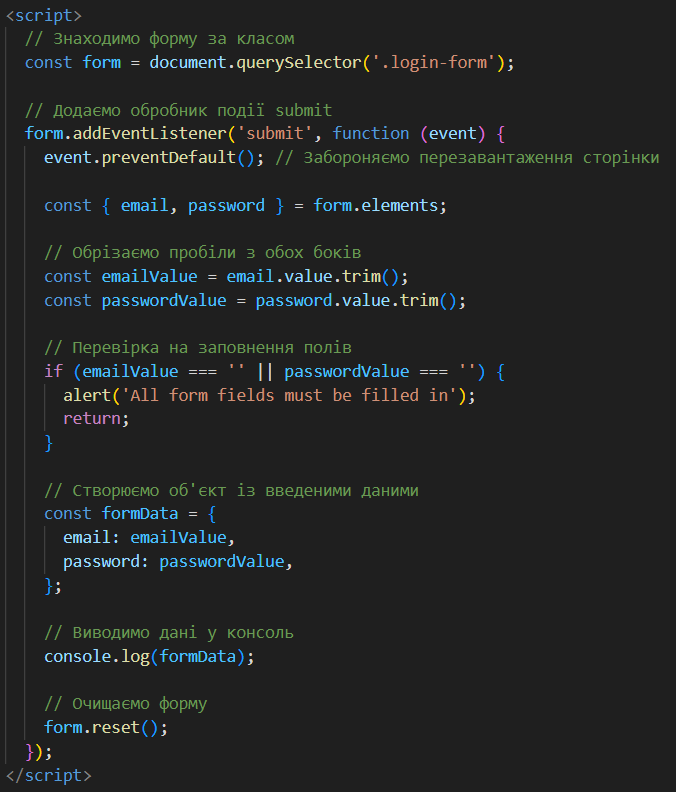 <script>
// Знаходимо форму за класом
const form = document.querySelector('.login-form');
// Додаємо обробник події submit
form.addEventListener('submit', function (event) {
event.preventDefault(); // Забороняємо перезавантаження сторінки
const { email, password } = form.elements;
// Обрізаємо пробіли з обох боків
const emailValue = email.value.trim();
const passwordValue = password.value.trim();
// Перевірка на заповнення полів
if (emailValue === '' || passwordValue === '') {
alert('All form fields must be filled in');
return;
}
// Створюємо об'єкт із введеними даними
const formData = {
email: emailValue,
password: passwordValue,
};
// Виводимо дані у консоль
console.log(formData);
// Очищаємо форму
form.reset();
});
</script>